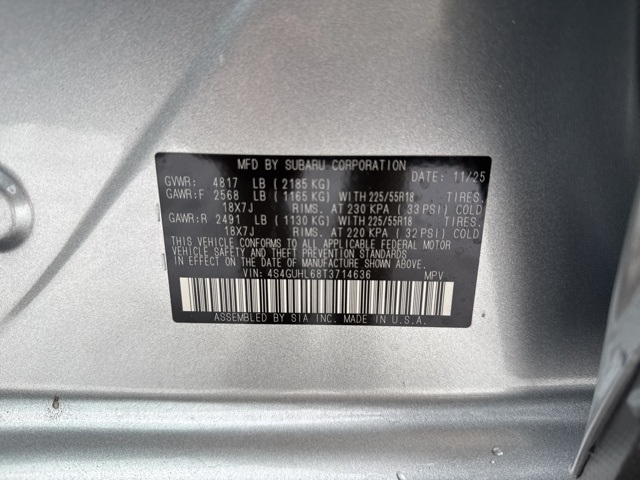 MFD BY SUBARU CORPORATION
GVWR: 4817 LB (2185 KG) DATE: 11/25
GAWR:F 2568 LB (1165 KG) WITH 225/55R18 TIRES.
18X7J RIMS. AT 230 KPA (33 PSI) COLD
GAWR:R 2491 LB (1130 KG) WITH 225/55R18 TIRES.
18X7J RIMS. AT 220 KPA (32 PSI) COLD
THIS VEHICLE CONFORMS TO ALL APPLICABLE FEDERAL MOTOR
VEHICLE SAFETY AND THEFT PREVENTION STANDARDS IN
EFFECT ON THE DATE OF MANUFACTURE SHOWN ABOVE.
VIN: 4S4GUHL68T3714636 MPV
ASSEMBLED BY SIA INC. MADE IN U.S.A.